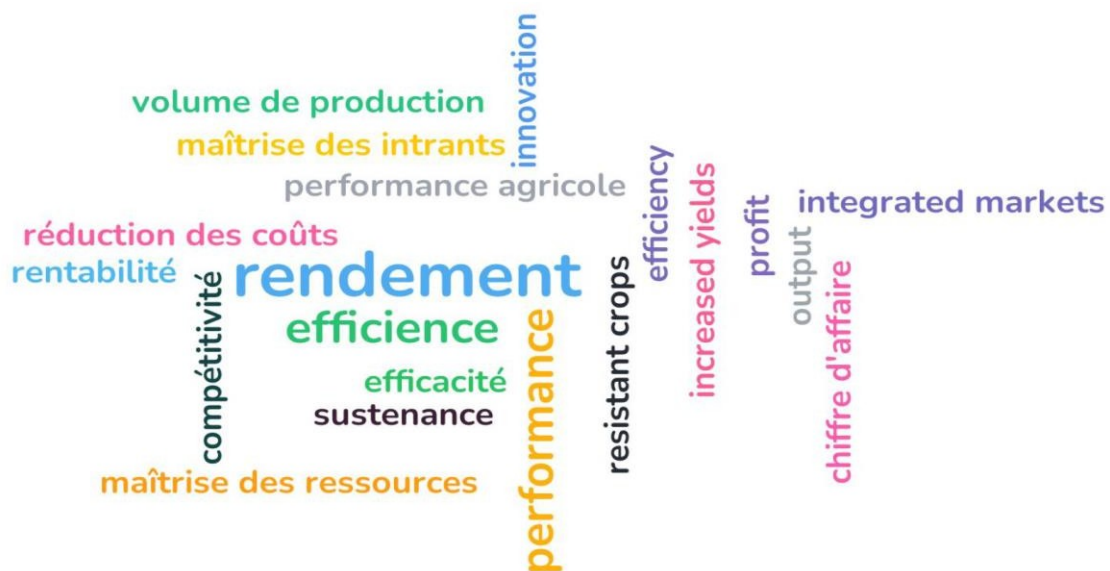 innovation
volume de production
maîtrise des intrants
performance agricole
efficiency
increased yields
profit
integrated markets
réduction des coûts
output
rentabilité
rendement
compétitivité
resistant crops
chiffre d'affaire
efficience
performance
efficacité
sustenance
maîtrise des ressources